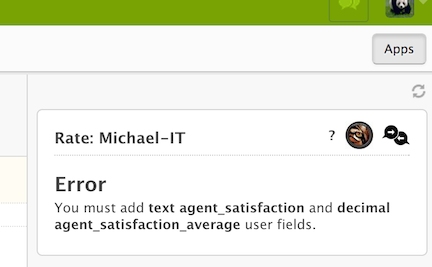 Apps
Rate: Michael-IT ?
Error
You must add text agent_satisfaction and decimal
agent_satisfaction_average user fields.